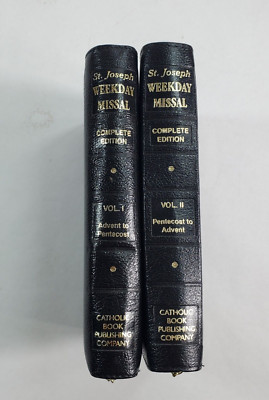 St. Joseph
WEEKDAY
MISSAL
COMPLETE
EDITION
VOL. I
Advent to
Pentecost
CATHOLIC
BOOK
PUBLISHING
COMPANY
St. Joseph
WEEKDAY
MISSAL
COMPLETE
EDITION
VOL. II
Pentecost to
Advent
CATHOLIC
BOOK
PUBLISHING
COMPANY